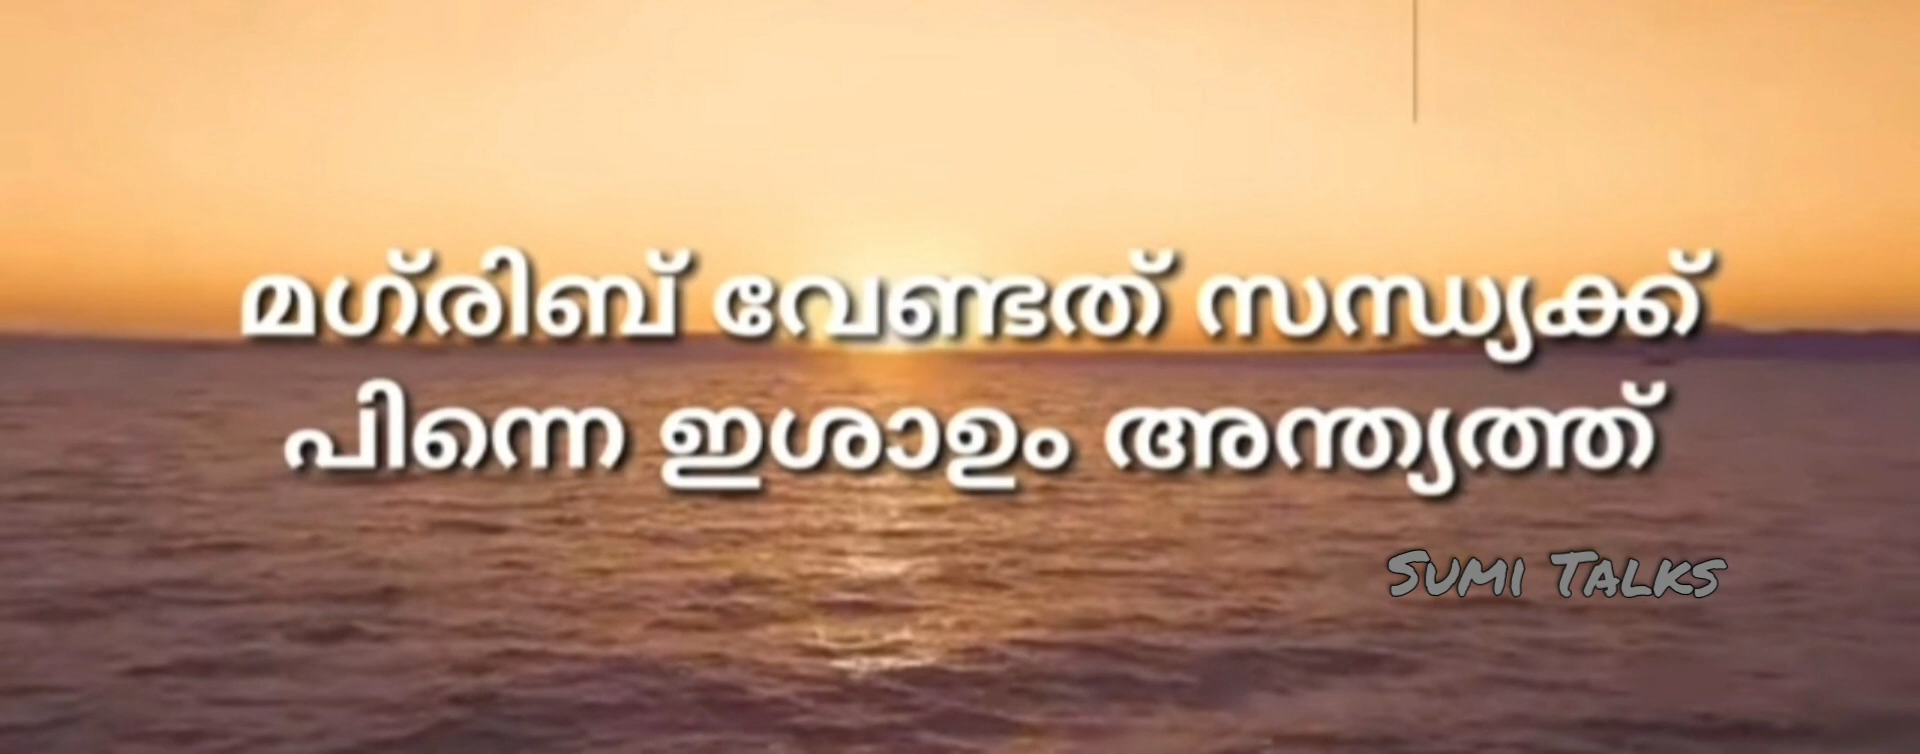 മഗ്‌രിബ് വേണ്ടത് സന്ധ്യക്ക്
പിന്നെ ഇശാഉം അന്ത്യത്ത്
SUMI TALKS